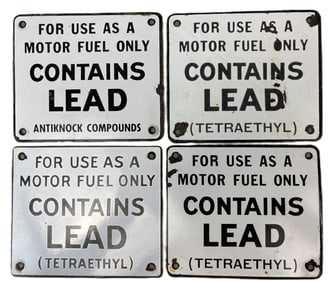 FOR USE AS A
MOTOR FUEL ONLY
CONTAINS
LEAD
ANTIKNOCK COMPOUNDS
FOR USE AS A
MOTOR FUEL ONLY
CONTAINS
LEAD
(TETRAETHYL)
FOR USE AS A
MOTOR FUEL ONLY
CONTAINS
LEAD
(TETRAETHYL)
FOR USE AS A
MOTOR FUEL ONLY
CONTAINS
LEAD
(TETRAETHYL)